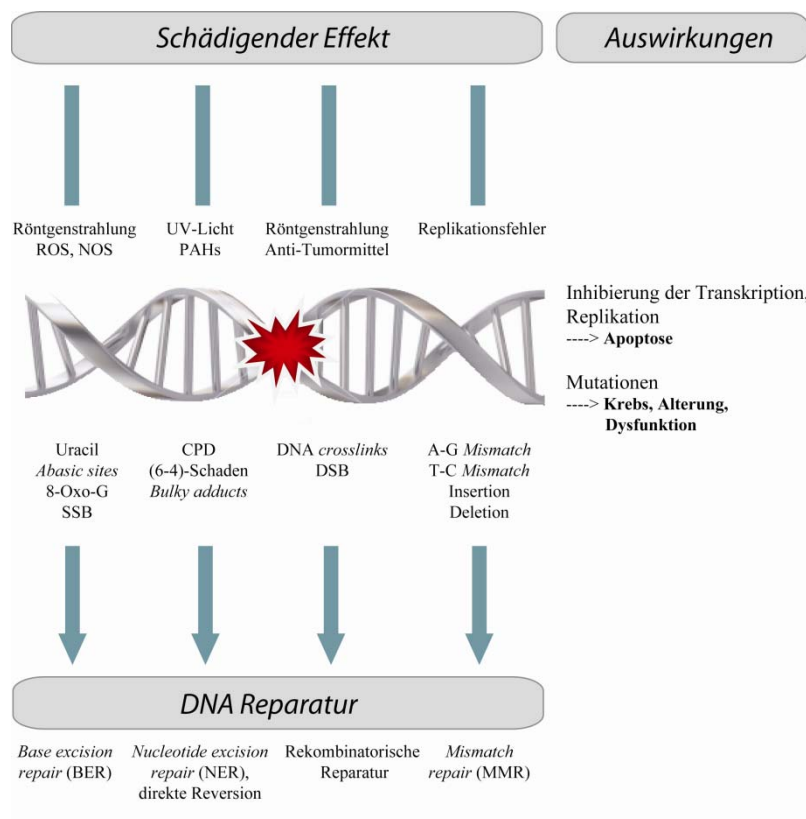 Schädigender Effekt
Auswirkungen
Röntgenstrahlung
ROS, NOS
UV-Licht
PAHs
Röntgenstrahlung
Anti-Tumormittel
Replikationsfehler
Inhibierung der Transkription,
Replikation
----> Apoptose
Mutationen
----> Krebs, Alterung,
Dysfunktion
Uracil
Abasic sites
8-Oxo-G
SSB
CPD
(6-4)-Schaden
Bulky adducts
DNA crosslinks
DSB
A-G Mismatch
T-C Mismatch
Insertion
Deletion
DNA Reparatur
Base excision
repair (BER)
Nucleotide excision
repair (NER),
direkte Reversion
Rekombinatorische
Reparatur
Mismatch
repair (MMR)